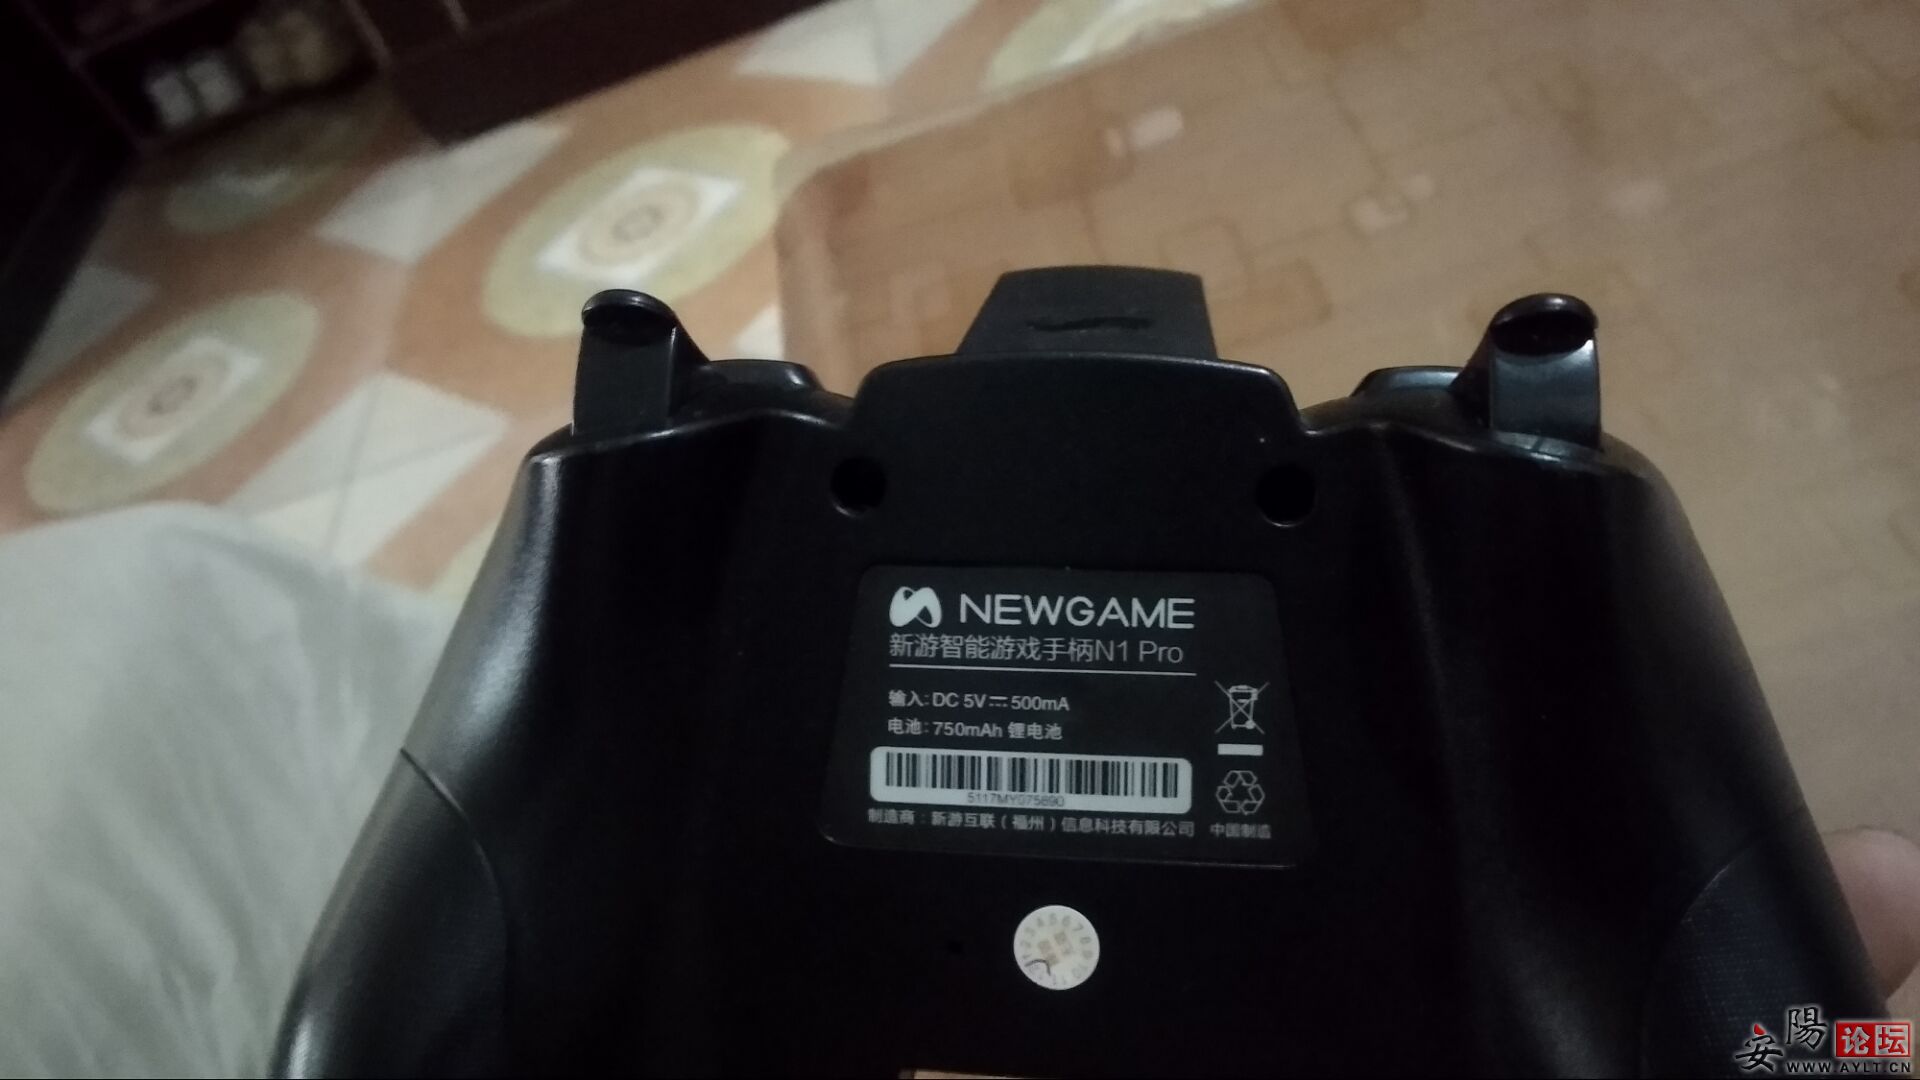 NEWGAME
新游智能游戏手柄N1 Pro
输入: DC 5V 500mA
电池: 750mAh 锂电池
5117MY075690
制造商：新游互联（福州）信息科技有限公司
中国制造
安陽论坛
WWW.AYLT.CN